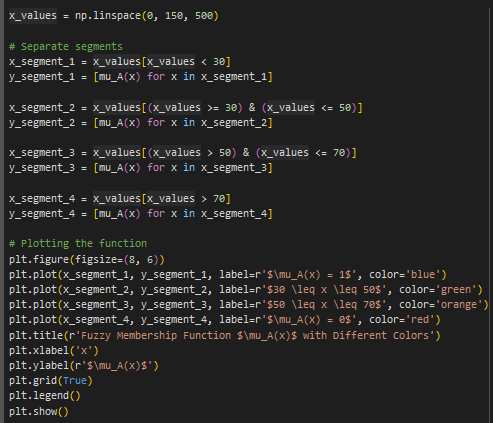 x_values = np.linspace(0, 150, 500)
# Separate segments
x_segment_1 = x_values[x_values < 30]
y_segment_1 = [mu_A(x) for x in x_segment_1]
x_segment_2 = x_values[(x_values >= 30) & (x_values <= 50)]
y_segment_2 = [mu_A(x) for x in x_segment_2]
x_segment_3 = x_values[(x_values > 50) & (x_values <= 70)]
y_segment_3 = [mu_A(x) for x in x_segment_3]
x_segment_4 = x_values[x_values > 70]
y_segment_4 = [mu_A(x) for x in x_segment_4]
# Plotting the function
plt.figure(figsize=(8, 6))
plt.plot(x_segment_1, y_segment_1, label=r'$\mu_A(x) = 1$', color='blue')
plt.plot(x_segment_2, y_segment_2, label=r'$30 \leq x \leq 50$', color='green')
plt.plot(x_segment_3, y_segment_3, label=r'$50 \leq x \leq 70$', color='orange')
plt.plot(x_segment_4, y_segment_4, label=r'$\mu_A(x) = 0$', color='red')
plt.title(r'Fuzzy Membership Function $\mu_A(x)$ with Different Colors')
plt.xlabel('x')
plt.ylabel(r'$\mu_A(x)$')
plt.grid(True)
plt.legend()
plt.show()